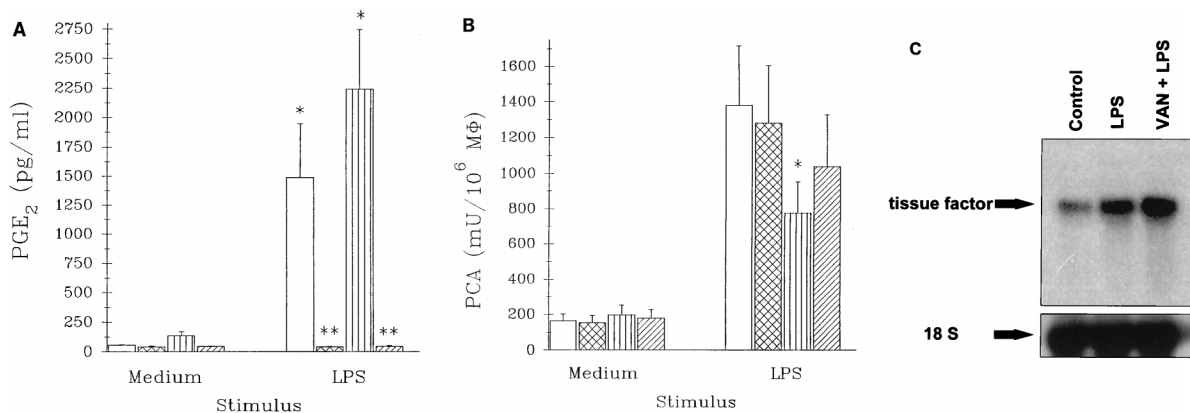 A
PGE2 (pg/ml)
2750
2500
2250
2000
1750
1500
1250
1000
750
500
250
0
*
**
*
**
Medium
LPS
Stimulus
B
PCA (mU/10^6 MΦ)
1600
1400
1200
1000
800
600
400
200
0
*
Medium
LPS
Stimulus
C
Control
LPS
VAN + LPS
tissue factor
18 S